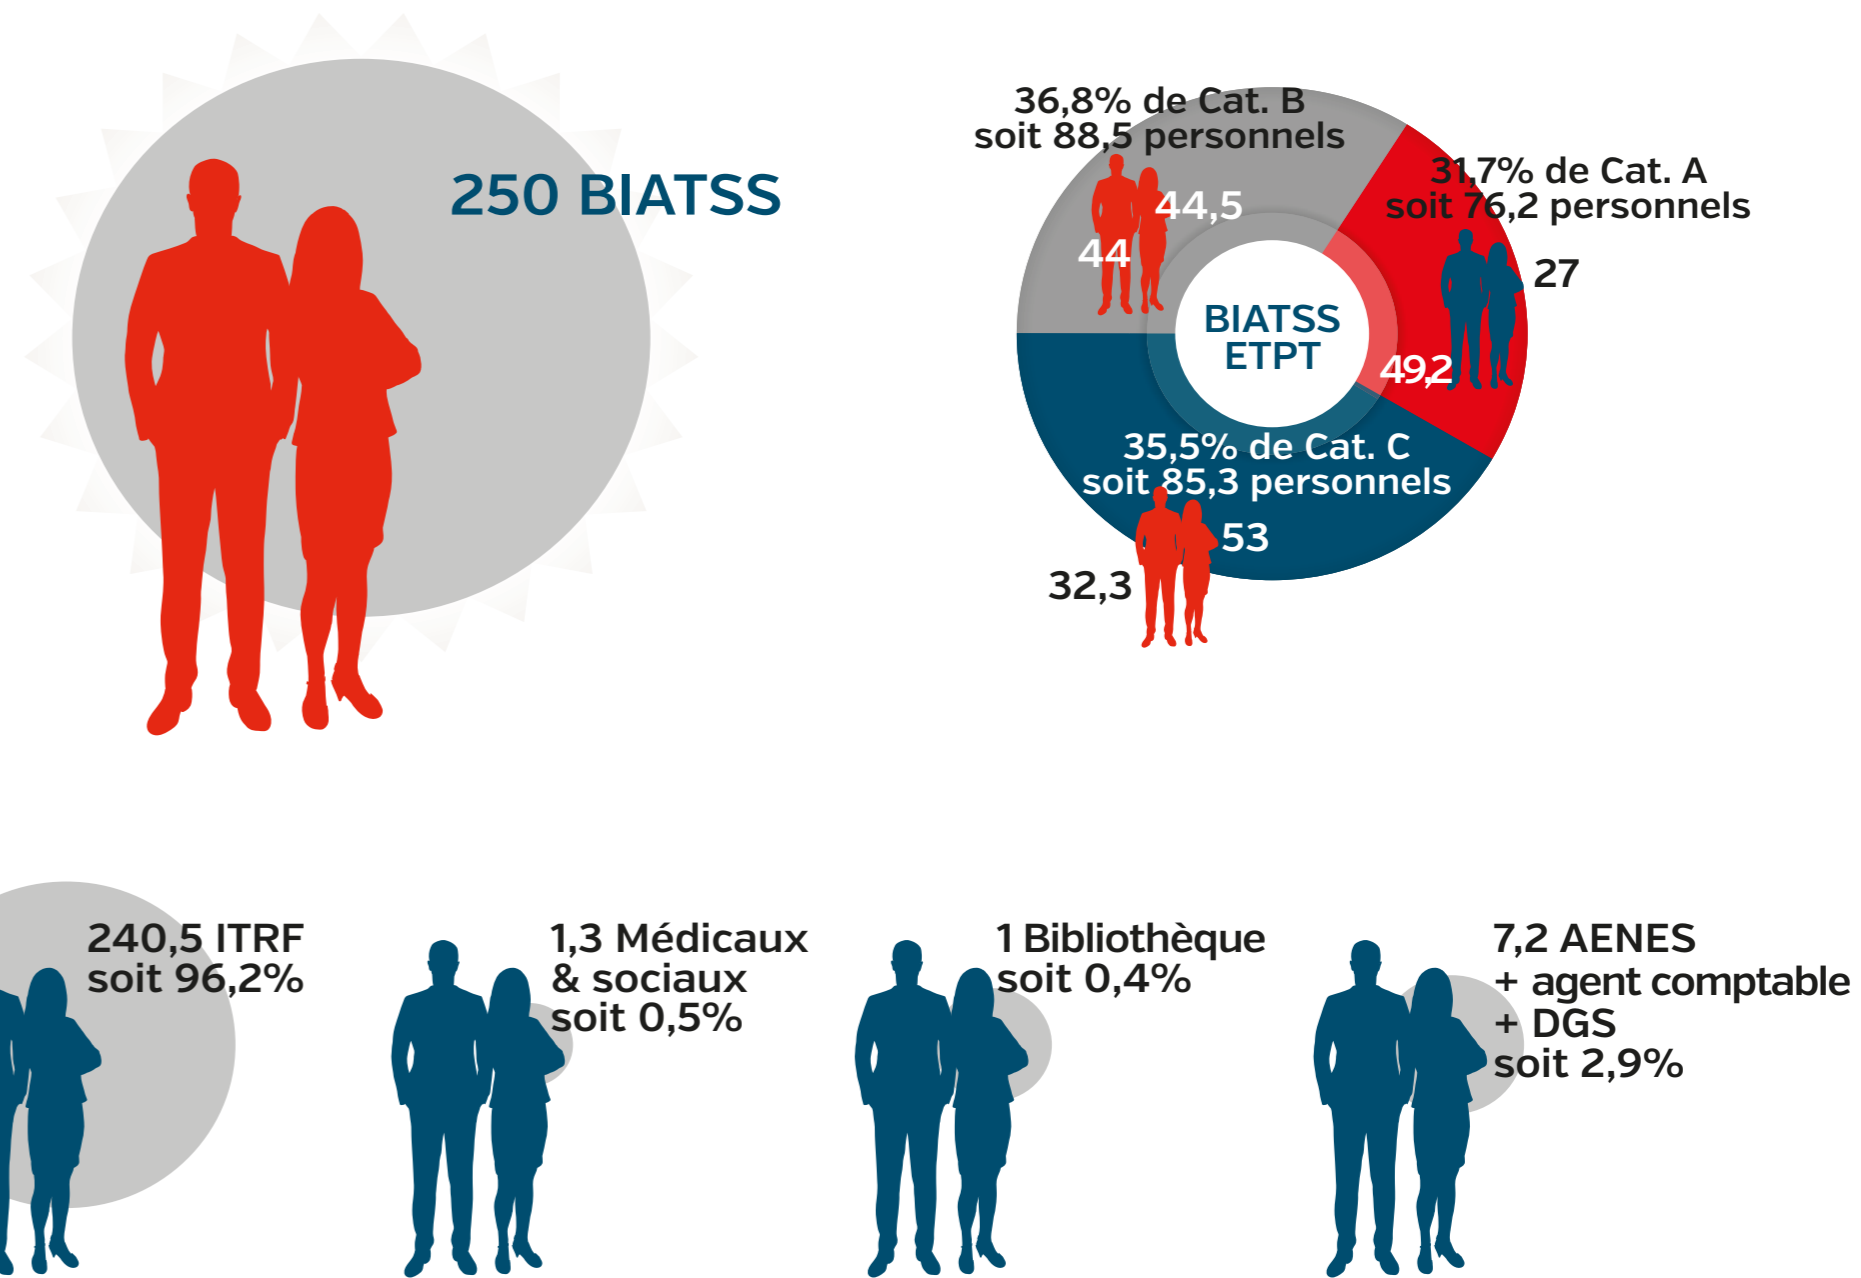 250 BIATSS
36,8% de Cat. B
soit 88,5 personnels
44,5
44
31,7% de Cat. A
soit 76,2 personnels
27
49,2
BIATSS
ETPT
35,5% de Cat. C
soit 85,3 personnels
53
32,3
240,5 ITRF
soit 96,2%
1,3 Médicaux
& sociaux
soit 0,5%
1 Bibliothèque
soit 0,4%
7,2 AENES
+ agent comptable
+ DGS
soit 2,9%